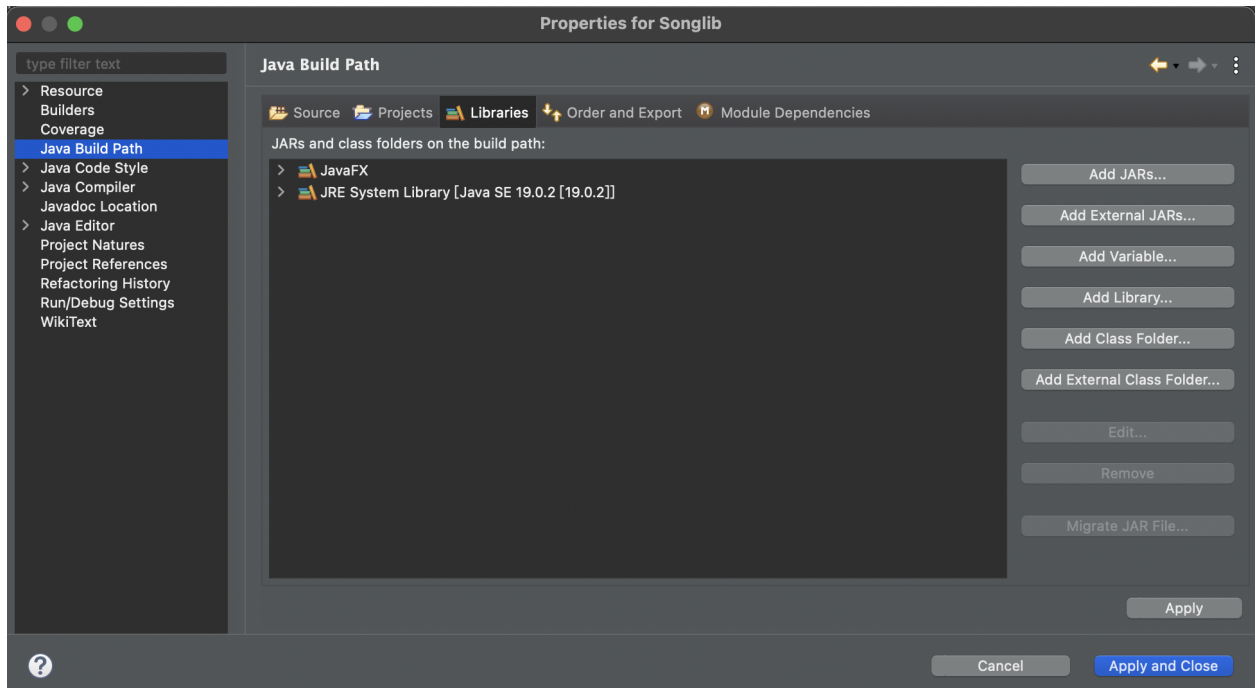 Properties for Songlib
type filter text
Resource
Builders
Coverage
Java Build Path
Java Code Style
Java Compiler
Javadoc Location
Java Editor
Project Natures
Project References
Refactoring History
Run/Debug Settings
WikiText
Java Build Path
Source Projects Libraries Order and Export M Module Dependencies
JARs and class folders on the build path:
JavaFX
JRE System Library [Java SE 19.0.2 [19.0.2]]
Add JARs...
Add External JARs...
Add Variable...
Add Library...
Add Class Folder...
Add External Class Folder...
Edit...
Remove
Migrate JAR File...
Apply
?
Cancel
Apply and Close